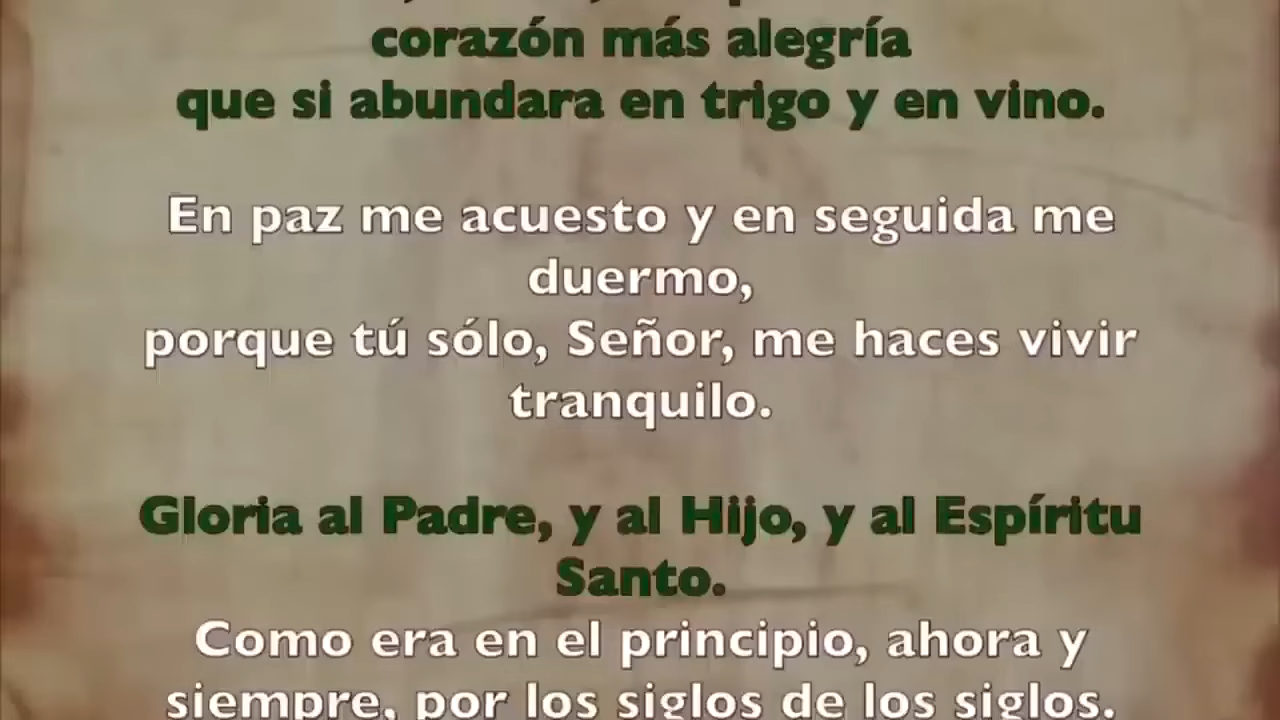 corazón más alegría
que si abundara en trigo y en vino.
En paz me acuesto y en seguida me
duermo,
porque tú sólo, Señor, me haces vivir
tranquilo.
Gloria al Padre, y al Hijo, y al Espíritu
Santo.
Como era en el principio, ahora y
siempre, por los siglos de los siglos.